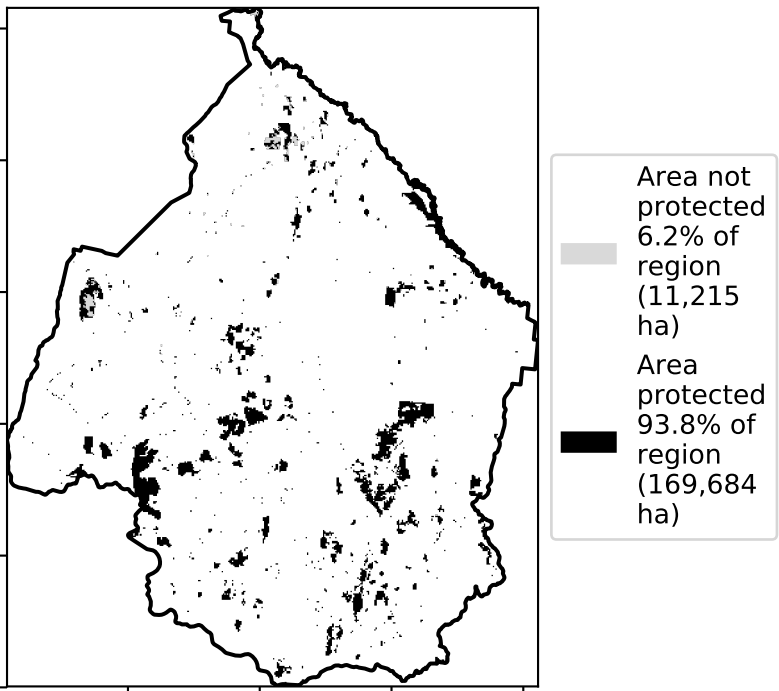 Area not
protected
6.2% of
region
(11,215
ha)
Area
protected
93.8% of
region
(169,684
ha)